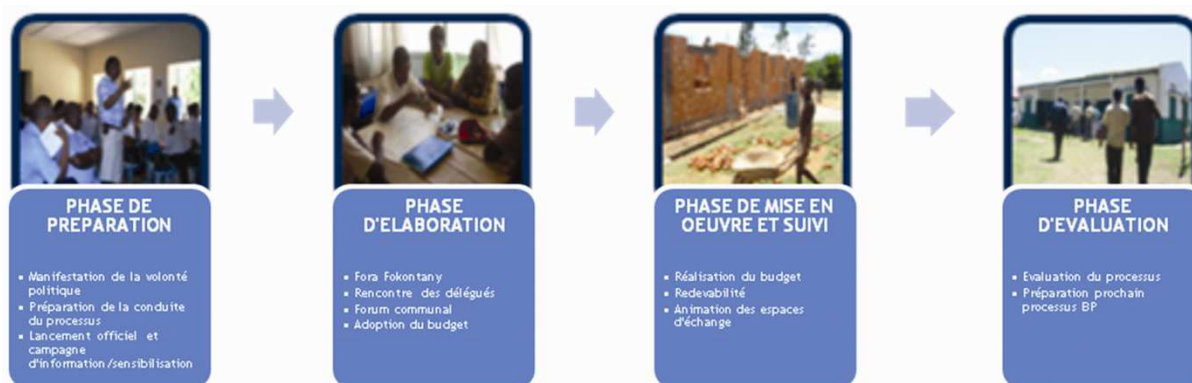 PHASE DE
PREPARATION
▪ Manifestation de la volonté
politique
▪ Préparation de la conduite
du processus
▪ Lancement officiel et
campagne
d'information/sensibilisation
PHASE
D'ELABORATION
▪ Fora Fokontany
▪ Rencontre des délégués
▪ Forum communal
▪ Adoption du budget
PHASE DE MISE EN
OEUVRE ET SUIVI
▪ Réalisation du budget
▪ Redevabilité
▪ Animation des espaces
d'échange
PHASE
D'EVALUATION
▪ Evaluation du processus
▪ Préparation prochain
processus BP